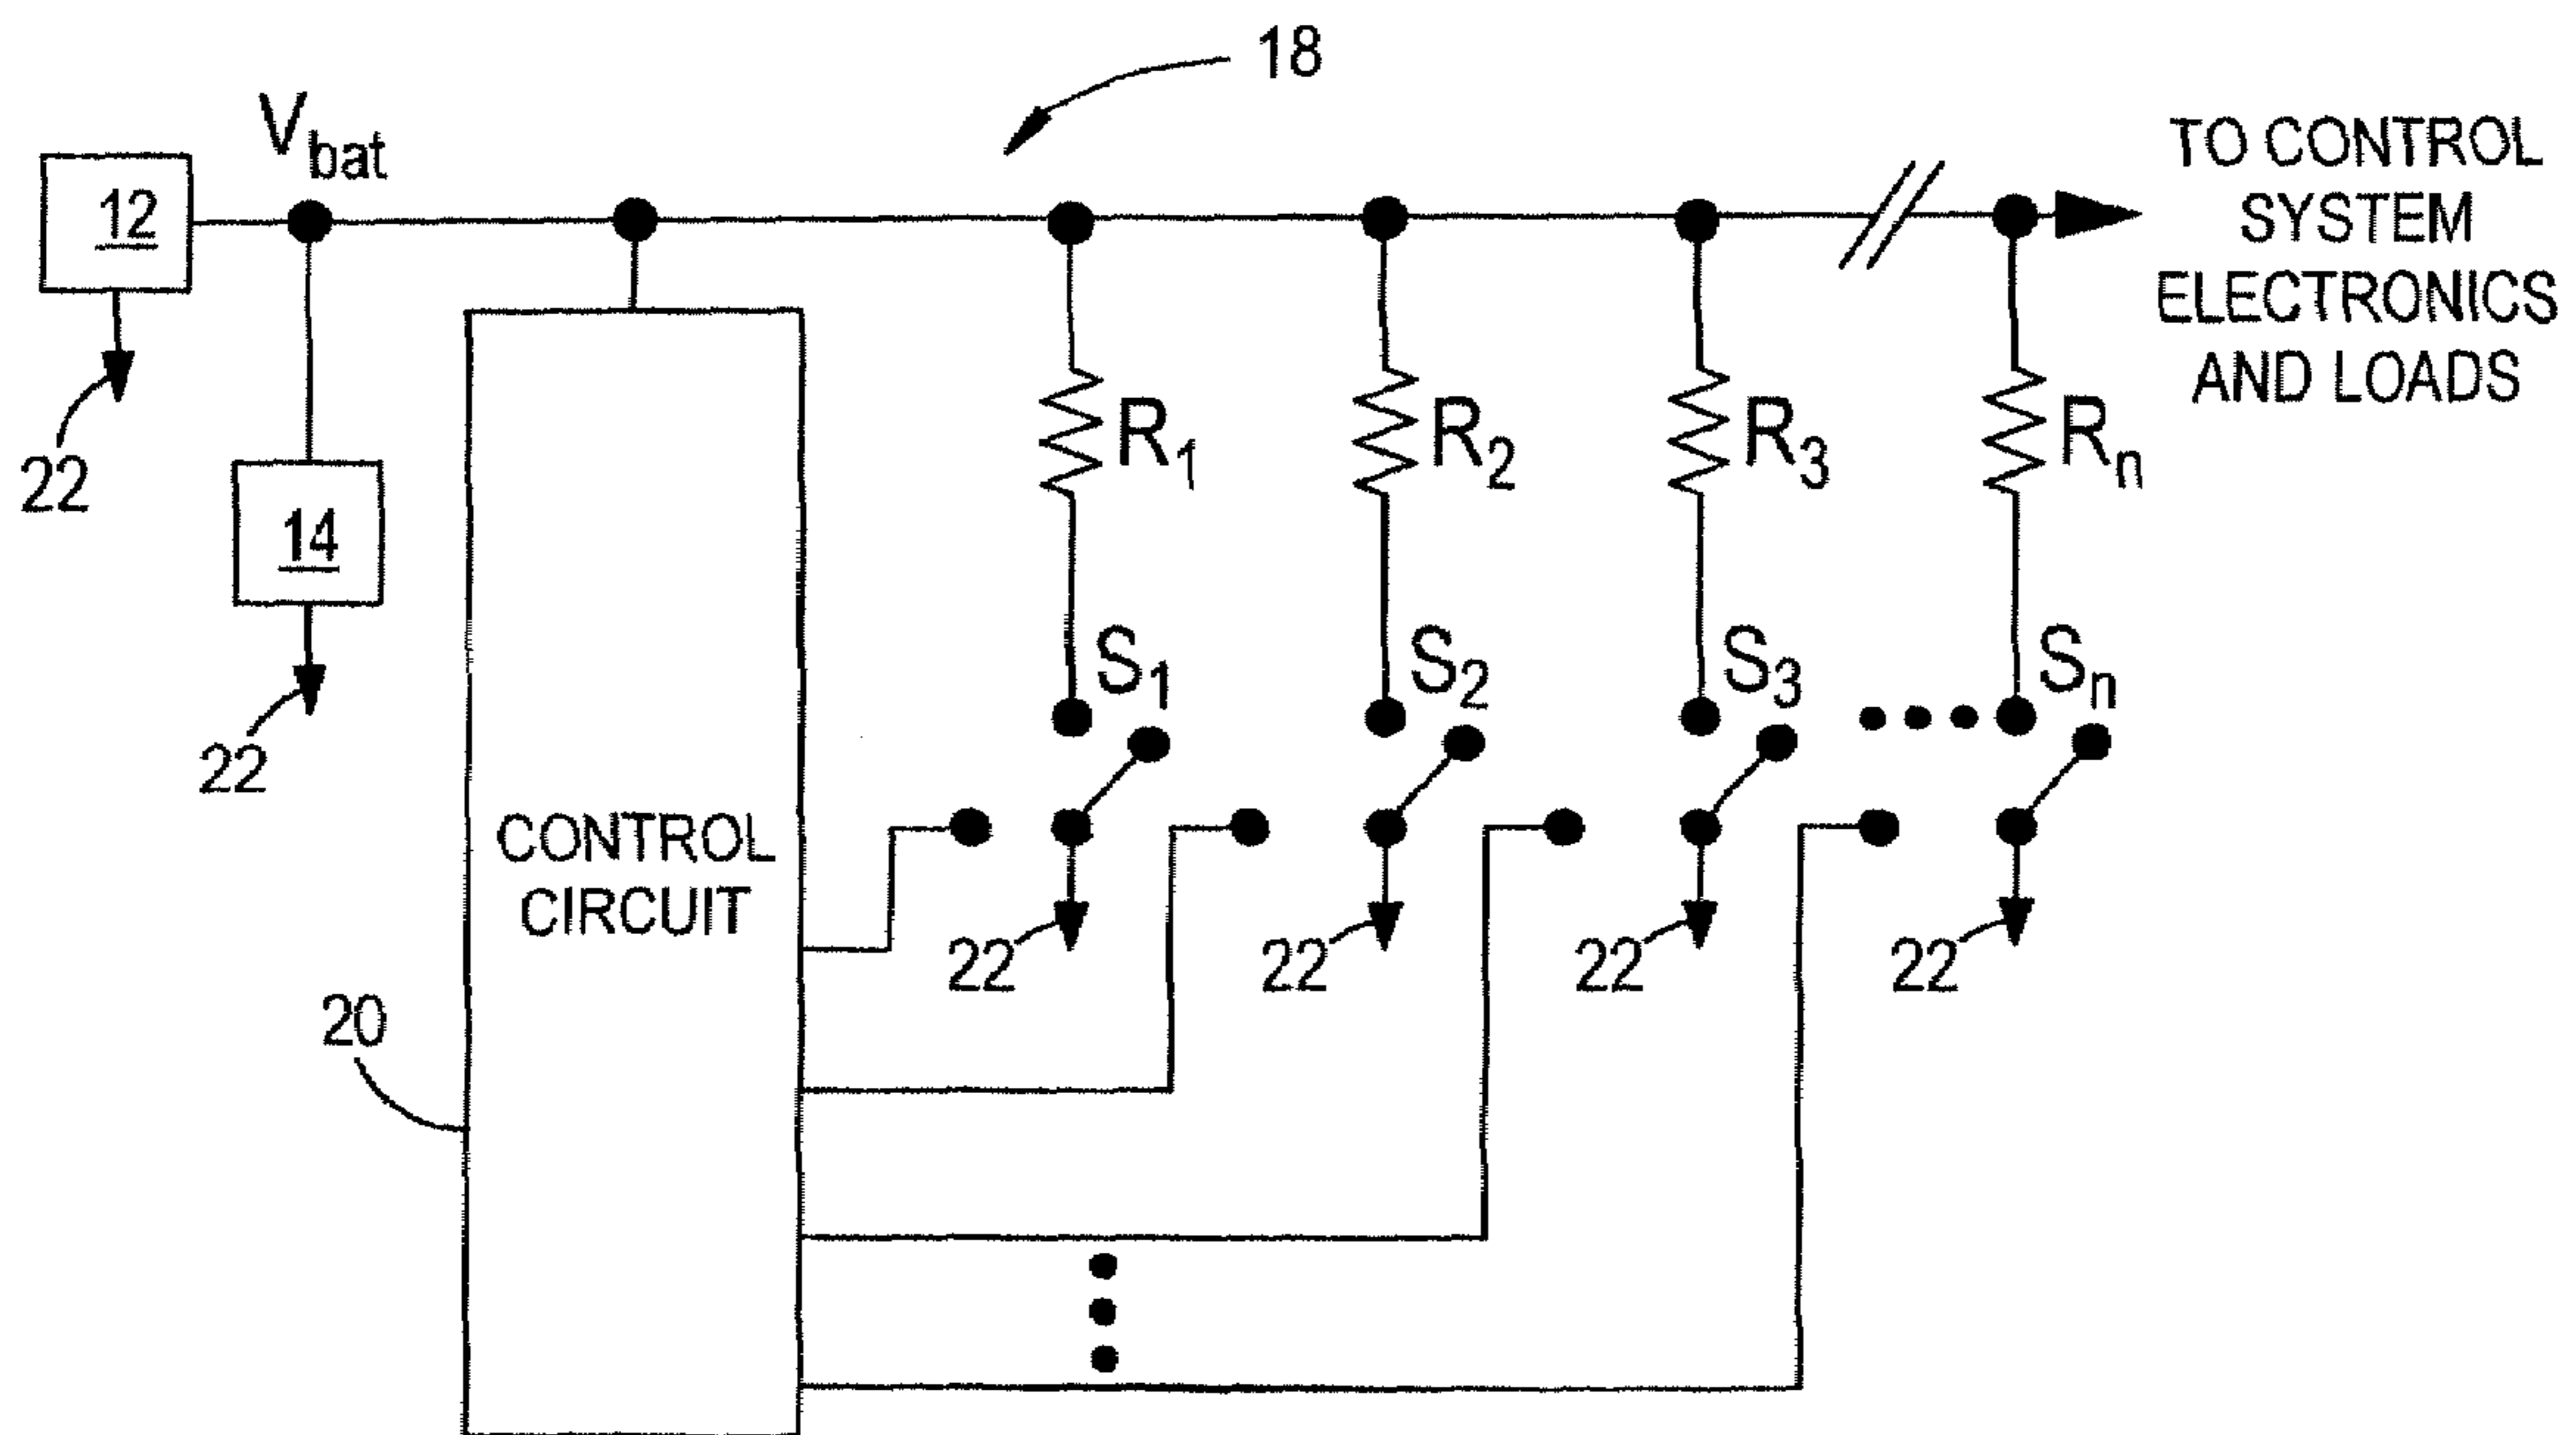 18
V_bat
12
TO CONTROL
SYSTEM
ELECTRONICS
AND LOADS
22
14
22
R_1
R_2
R_3
R_n
S_1
S_2
S_3
S_n
CONTROL
CIRCUIT
22
22
22
22
20